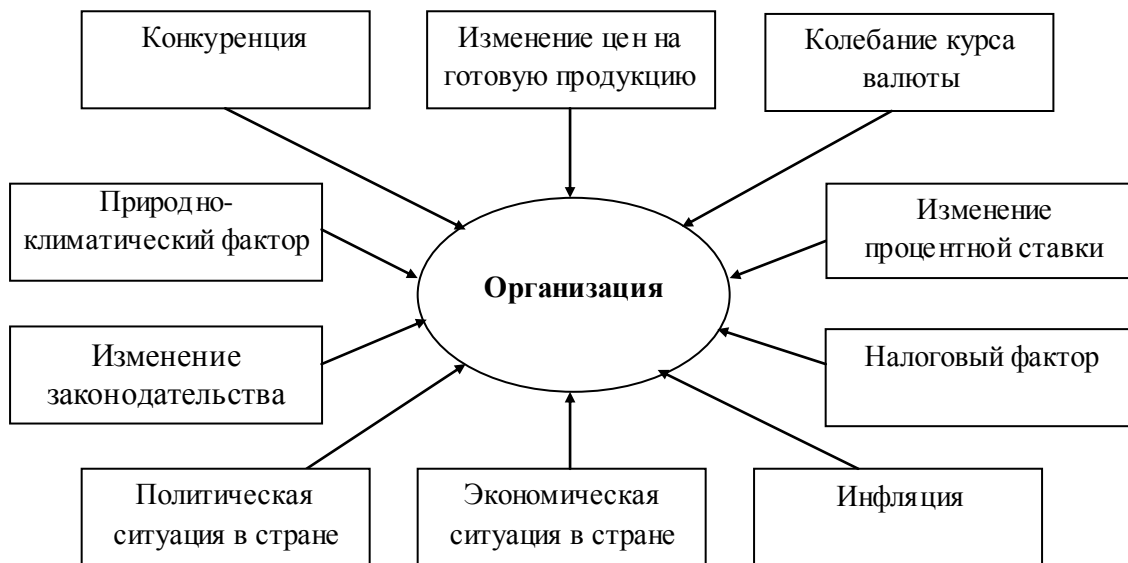 Конкуренция
Изменение цен на
готовую продукцию
Колебание курса
валюты
Природно-
климатический фактор
Изменение
процентной ставки
Организация
Изменение
законодательства
Налоговый фактор
Политическая
ситуация в стране
Экономическая
ситуация в стране
Инфляция